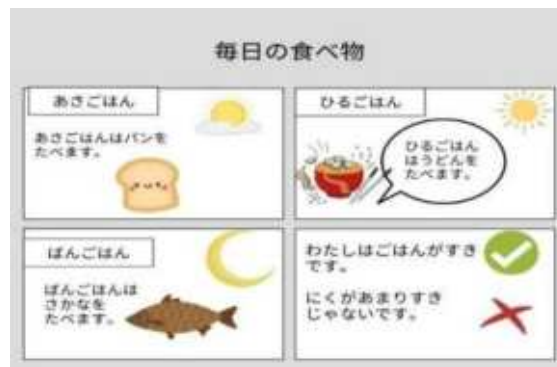 毎日の食べ物
あさごはん
あさごはんはパンを
たべます。
ひるごはん
ひるごはん
はうどんを
たべます。
ばんごはん
ばんごはんは
さかなを
たべます。
わたしはごはんがすき
です。
にくがあまりすき
じゃないです。